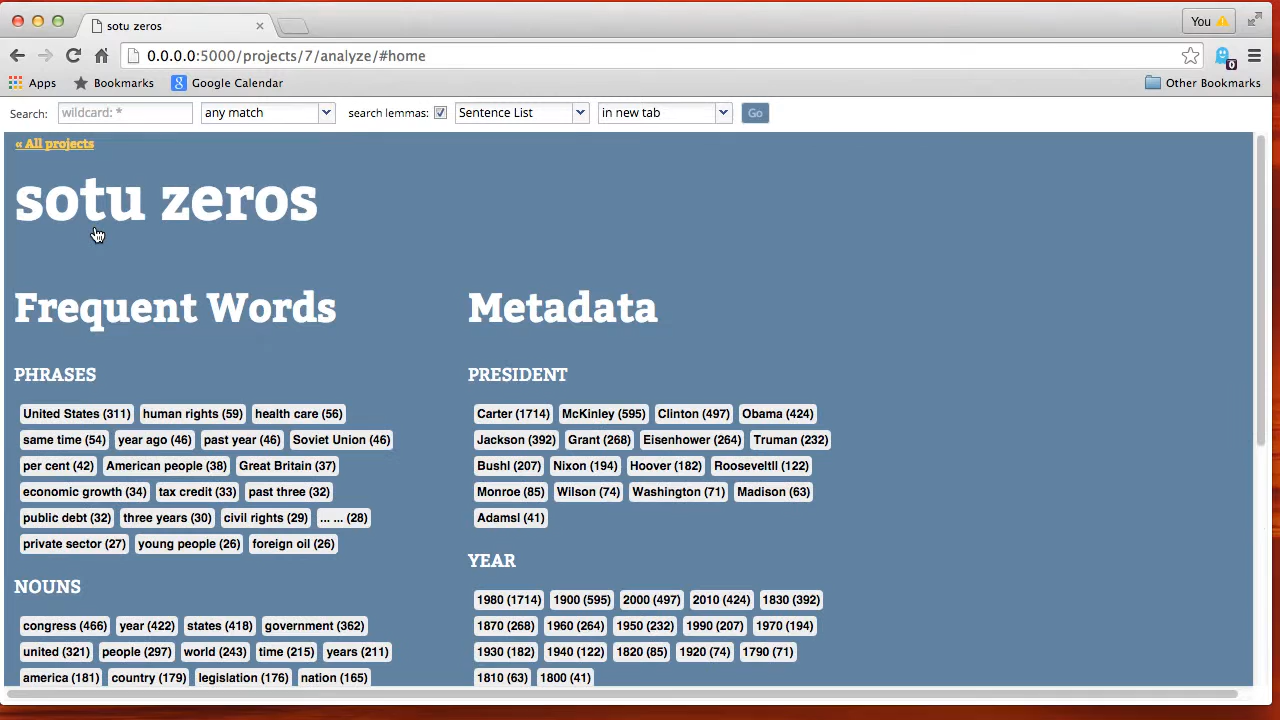 sotu zeros
You
0.0.0.0:5000/projects/7/analyze/#home
0
Apps Bookmarks Google Calendar Other Bookmarks
Search: wildcard: * any match search lemmas: Sentence List in new tab Go
« All projects
sotu zeros
Frequent Words
PHRASES
United States (311) human rights (59) health care (56)
same time (54) year ago (46) past year (46) Soviet Union (46)
per cent (42) American people (38) Great Britain (37)
economic growth (34) tax credit (33) past three (32)
public debt (32) three years (30) civil rights (29) ... ... (28)
private sector (27) young people (26) foreign oil (26)
NOUNS
congress (466) year (422) states (418) government (362)
united (321) people (297) world (243) time (215) years (211)
america (181) country (179) legislation (176) nation (165)
Metadata
PRESIDENT
Carter (1714) McKinley (595) Clinton (497) Obama (424)
Jackson (392) Grant (268) Eisenhower (264) Truman (232)
BushI (207) Nixon (194) Hoover (182) RooseveltII (122)
Monroe (85) Wilson (74) Washington (71) Madison (63)
AdamsI (41)
YEAR
1980 (1714) 1900 (595) 2000 (497) 2010 (424) 1830 (392)
1870 (268) 1960 (264) 1950 (232) 1990 (207) 1970 (194)
1930 (182) 1940 (122) 1820 (85) 1920 (74) 1790 (71)
1810 (63) 1800 (41)